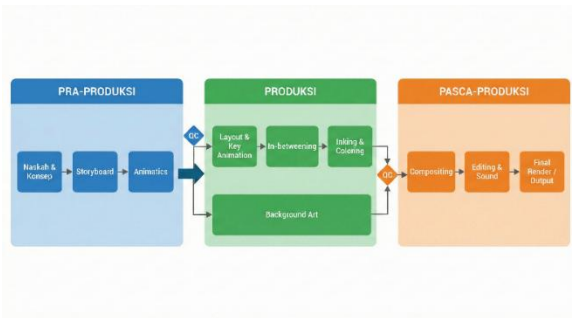 PRA-PRODUKSI
Naskah &
Konsep
Storyboard
Animatics
QC
PRODUKSI
Layout &
Key
Animation
In-betweening
Inking &
Coloring
Background Art
QC
PASCA-PRODUKSI
Compositing
Editing &
Sound
Final
Render /
Output